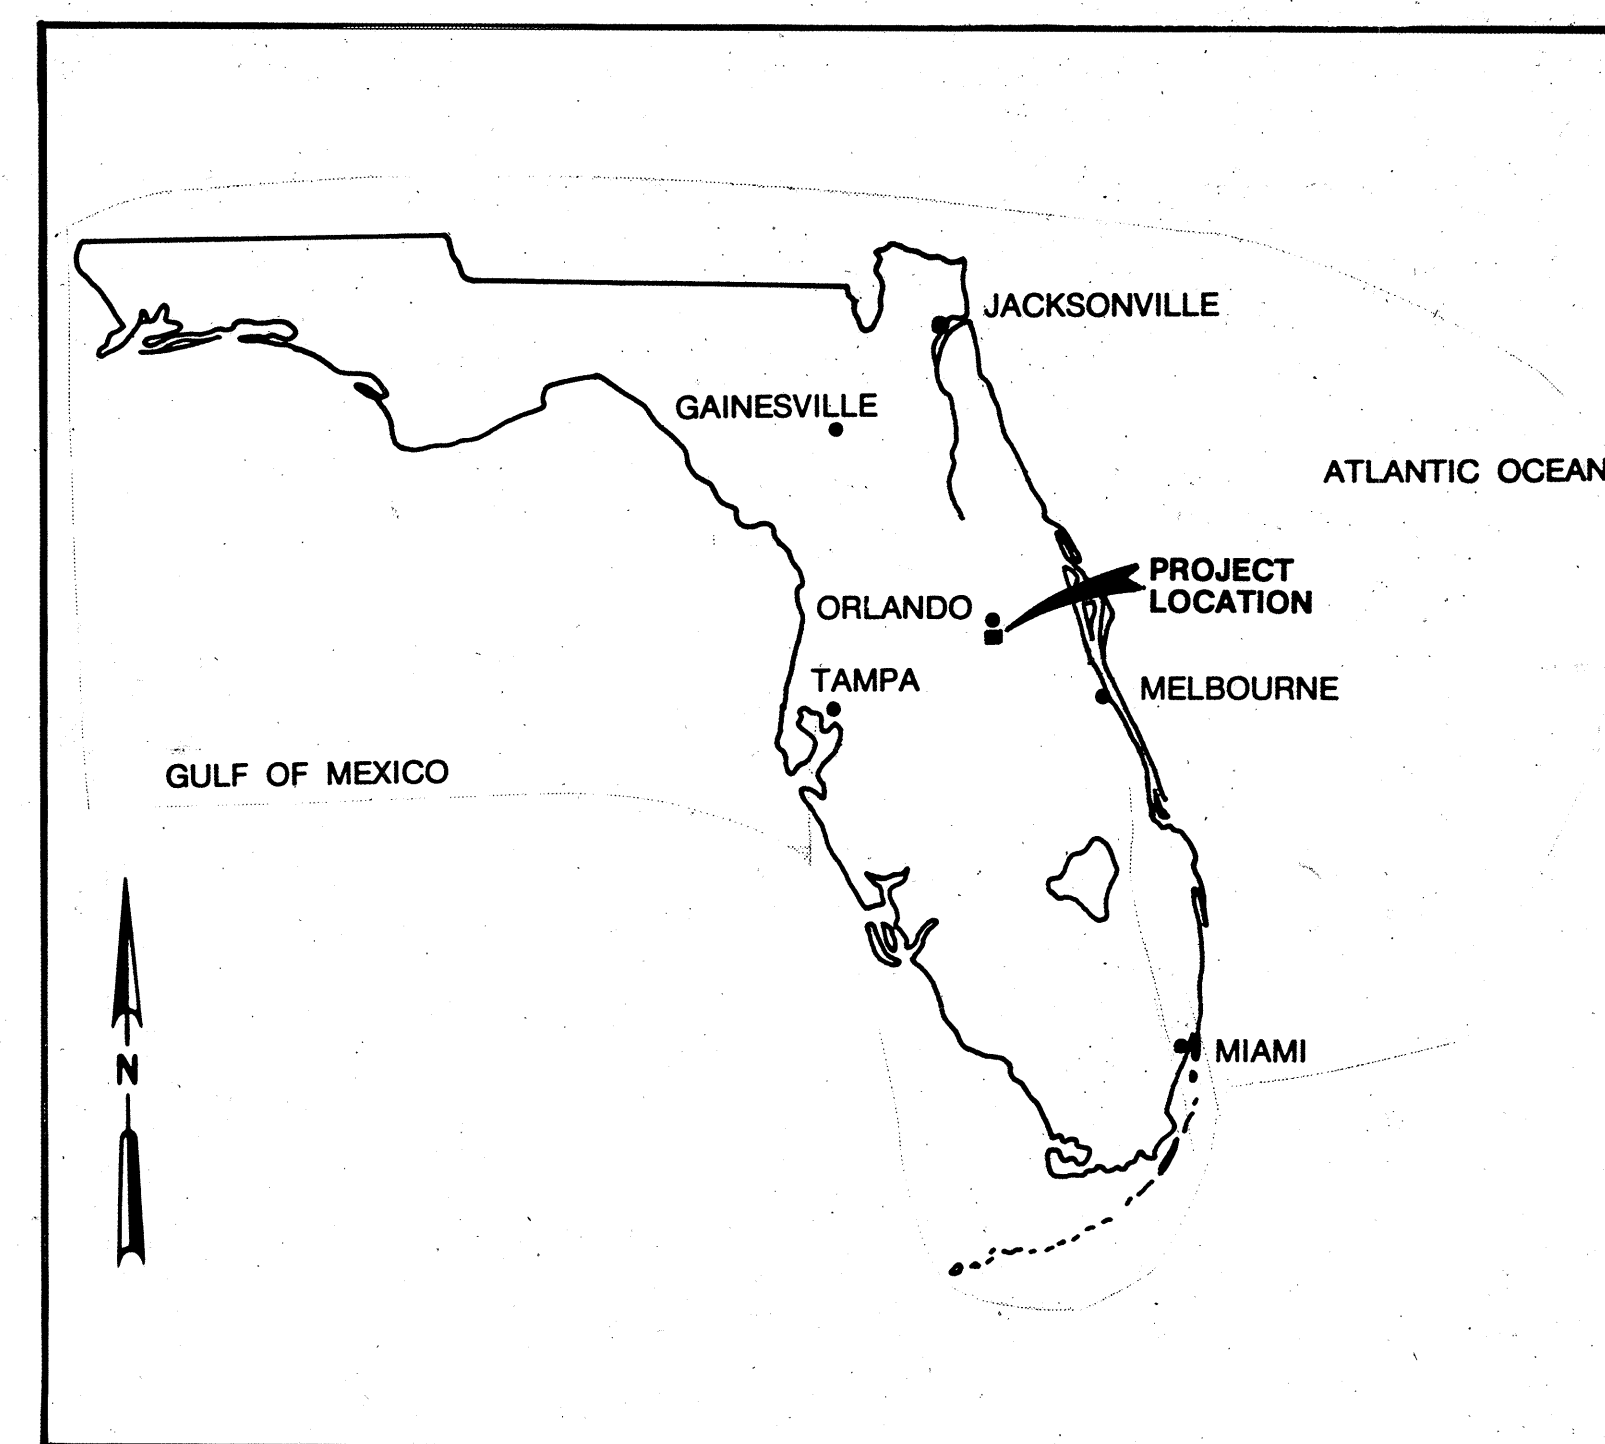 JACKSONVILLE
GAINESVILLE
ATLANTIC OCEAN
PROJECT
LOCATION
ORLANDO
TAMPA
MELBOURNE
GULF OF MEXICO
N
MIAMI